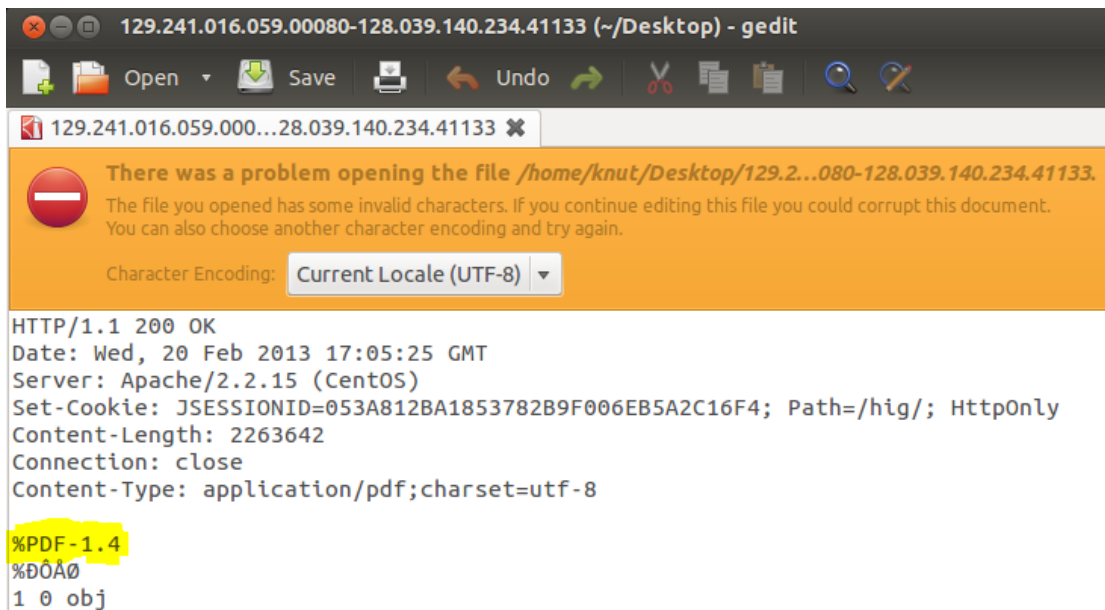 129.241.016.059.00080-128.039.140.234.41133 (~/Desktop) - gedit
Open Save Undo
129.241.016.059.000...28.039.140.234.41133
There was a problem opening the file /home/knut/Desktop/129.2...080-128.039.140.234.41133.
The file you opened has some invalid characters. If you continue editing this file you could corrupt this document.
You can also choose another character encoding and try again.
Character Encoding: Current Locale (UTF-8)
HTTP/1.1 200 OK
Date: Wed, 20 Feb 2013 17:05:25 GMT
Server: Apache/2.2.15 (CentOS)
Set-Cookie: JSESSIONID=053A812BA1853782B9F006EB5A2C16F4; Path=/hig/; HttpOnly
Content-Length: 2263642
Connection: close
Content-Type: application/pdf;charset=utf-8
%PDF-1.4
%ÐÔÅØ
1 0 obj